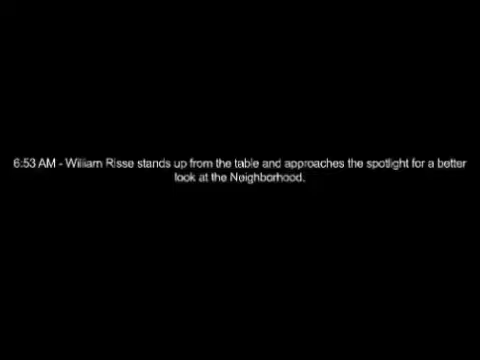 6:53 AM - William Risse stands up from the table and approaches the spotlight for a better
look at the Neighborhood.